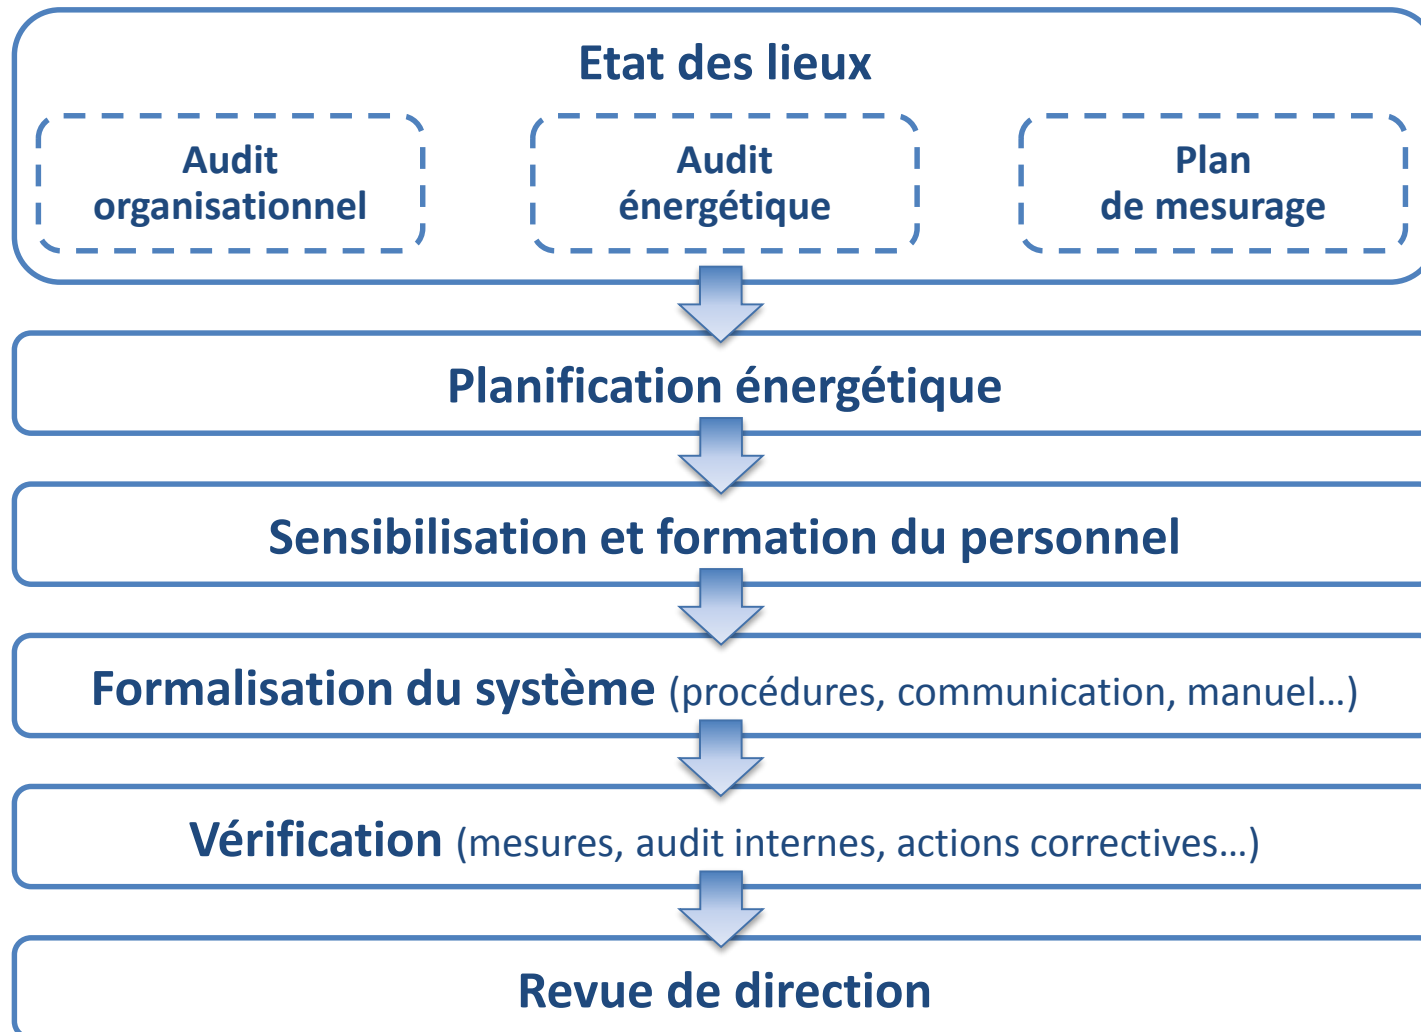 Etat des lieux
Audit
organisationnel
Audit
énergétique
Plan
de mesurage
Planification énergétique
Sensibilisation et formation du personnel
Formalisation du système (procédures, communication, manuel…)
Vérification (mesures, audit internes, actions correctives…)
Revue de direction